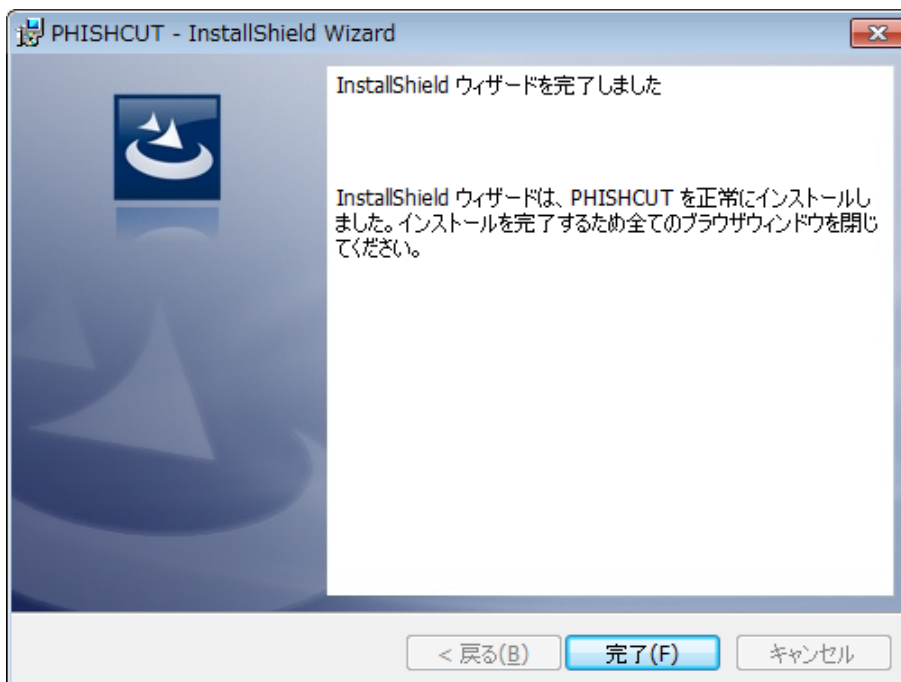 PHISHCUT - InstallShield Wizard
InstallShield ウィザードを完了しました
InstallShield ウィザードは、PHISHCUT を正常にインストールし
ました。インストールを完了するため全てのブラウザウィンドウを閉じ
てください。
< 戻る(B)
完了(F)
キャンセル